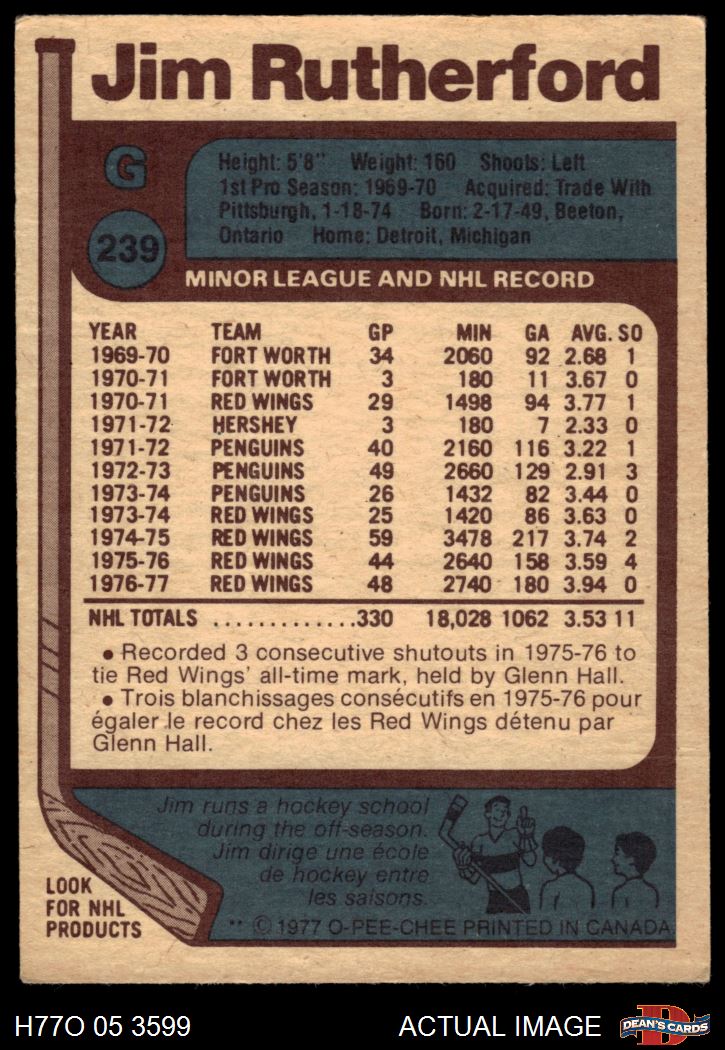 Jim Rutherford
G
239
Height: 5'8" Weight: 160 Shoots: Left
1st Pro Season: 1969-70 Acquired: Trade With
Pittsburgh, 1-18-74 Born: 2-17-49, Beeton,
Ontario Home: Detroit, Michigan
MINOR LEAGUE AND NHL RECORD
YEAR TEAM GP MIN GA AVG. SO
1969-70 FORT WORTH 34 2060 92 2.68 1
1970-71 FORT WORTH 3 180 11 3.67 0
1970-71 RED WINGS 29 1498 94 3.77 1
1971-72 HERSHEY 3 180 7 2.33 0
1971-72 PENGUINS 40 2160 116 3.22 1
1972-73 PENGUINS 49 2660 129 2.91 3
1973-74 PENGUINS 26 1432 82 3.44 0
1973-74 RED WINGS 25 1420 86 3.63 0
1974-75 RED WINGS 59 3478 217 3.74 2
1975-76 RED WINGS 44 2640 158 3.59 4
1976-77 RED WINGS 48 2740 180 3.94 0
NHL TOTALS .............330 18,028 1062 3.53 11
• Recorded 3 consecutive shutouts in 1975-76 to
tie Red Wings' all-time mark, held by Glenn Hall.
• Trois blanchissages consécutifs en 1975-76 pour
égaler le record chez les Red Wings détenu par
Glenn Hall.
Jim runs a hockey school
during the off-season.
Jim dirige une école
de hockey entre
les saisons.
LOOK
FOR NHL
PRODUCTS
** © 1977 O-PEE-CHEE PRINTED IN CANADA
H77O 05 3599 ACTUAL IMAGE
D
DEAN'S CARDS